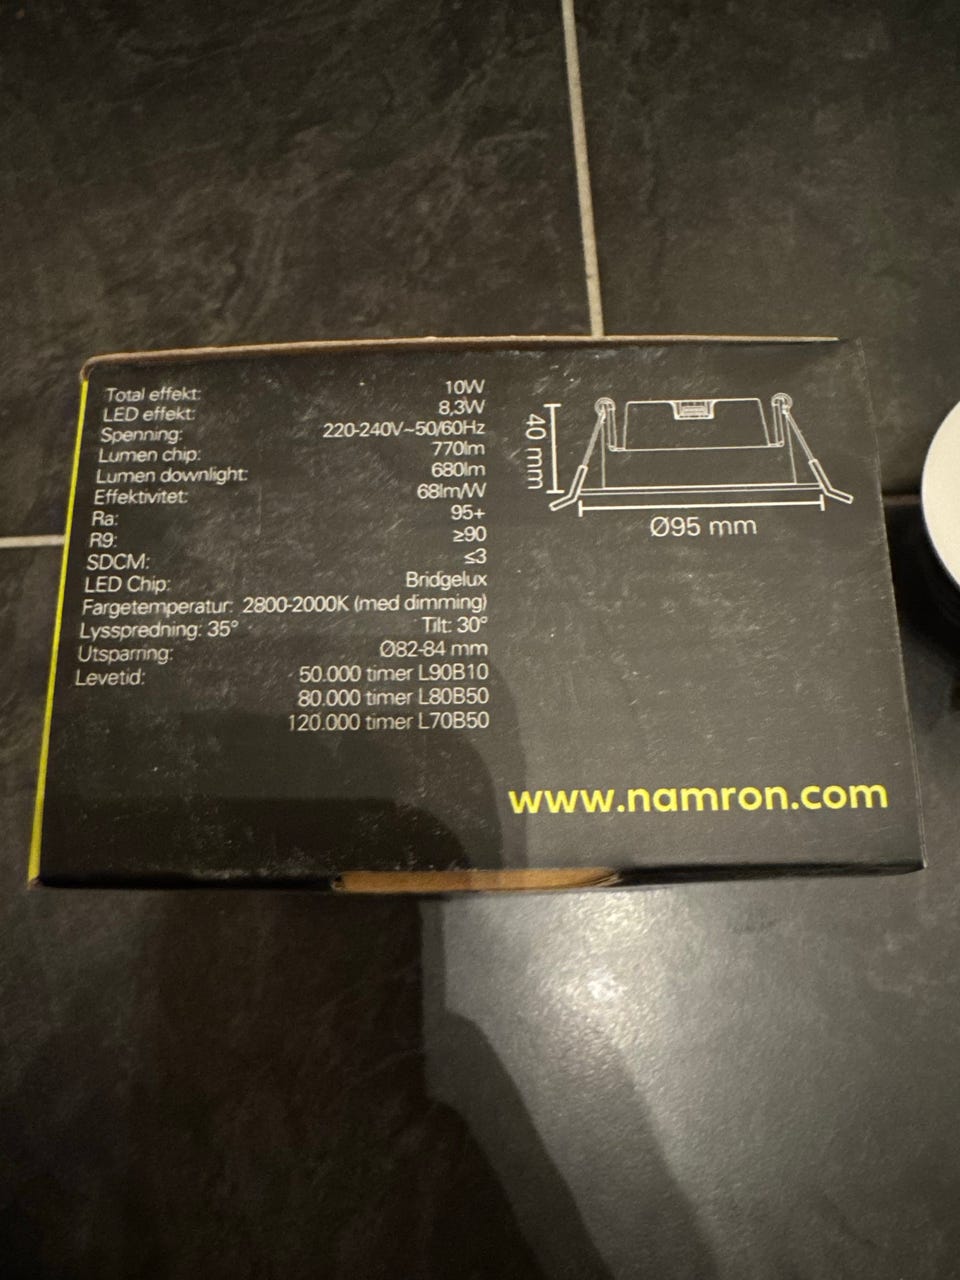 Total effekt: 10W
LED effekt: 8,3W
Spenning: 220-240V~50/60Hz
Lumen chip: 770lm
Lumen downlight: 680lm
Effektivitet: 68lm/W
Ra: 95+
R9: ≥90
SDCM: ≤3
LED Chip: Bridgelux
Fargetemperatur: 2800-2000K (med dimming)
Lysspredning: 35° Tilt: 30°
Utsparring: Ø82-84 mm
Levetid: 50.000 timer L90B10
80.000 timer L80B50
120.000 timer L70B50
40 mm
Ø95 mm
www.namron.com